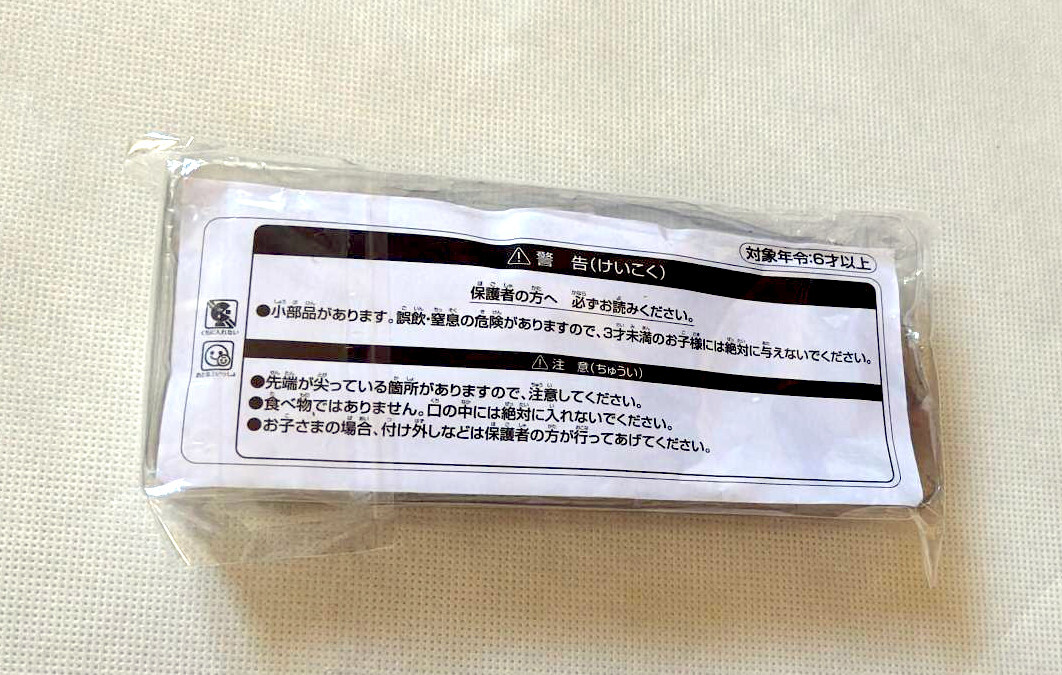 対象年令:6才以上
⚠警 告(けいこく)
保護者の方へ 必ずお読みください。
●小部品があります。誤飲・窒息の危険がありますので、3才未満のお子様には絶対に与えないでください。
⚠注 意(ちゅうい)
●先端が尖っている箇所がありますので、注意してください。
●食べ物ではありません。口の中には絶対に入れないでください。
●お子さまの場合、付け外しなどは保護者の方が行ってあげてください。
くちに入れない